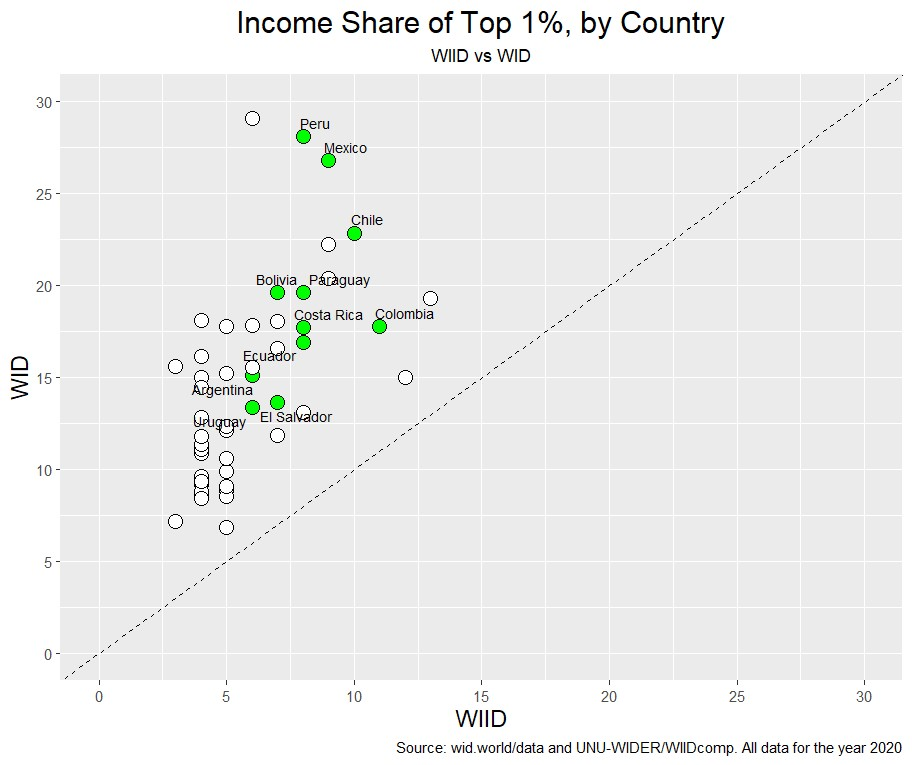 Income Share of Top 1%, by Country
WIID vs WID
30
25
20
15
10
5
0
WID
Peru
Mexico
Chile
Bolivia
Paraguay
Costa Rica
Colombia
Ecuador
Argentina
El Salvador
Uruguay
0 5 10 15 20 25 30
WIID
Source: wid.world/data and UNU-WIDER/WIIDcomp. All data for the year 2020